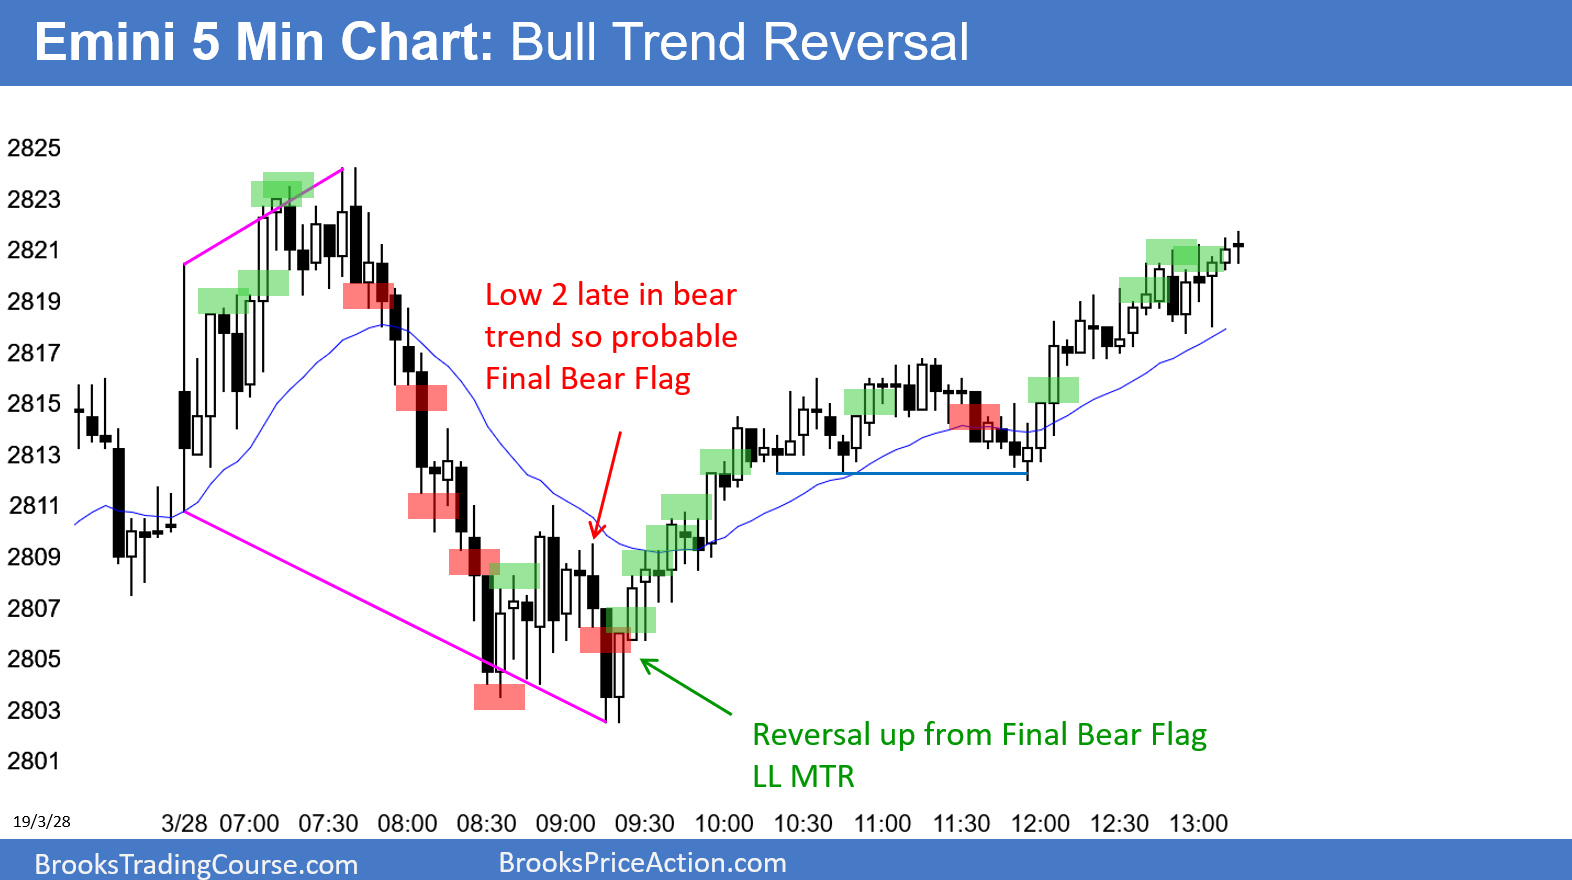 Emini 5 Min Chart: Bull Trend Reversal
2825
2823
2821
2819
2817
2815
2813
2811
2809
2807
2805
2803
2801
Low 2 late in bear
trend so probable
Final Bear Flag
Reversal up from Final Bear Flag
LL MTR
19/3/28
3/28 07:00 07:30 08:00 08:30 09:00 09:30 10:00 10:30 11:00 11:30 12:00 12:30 13:00
BrooksTradingCourse.com
BrooksPriceAction.com